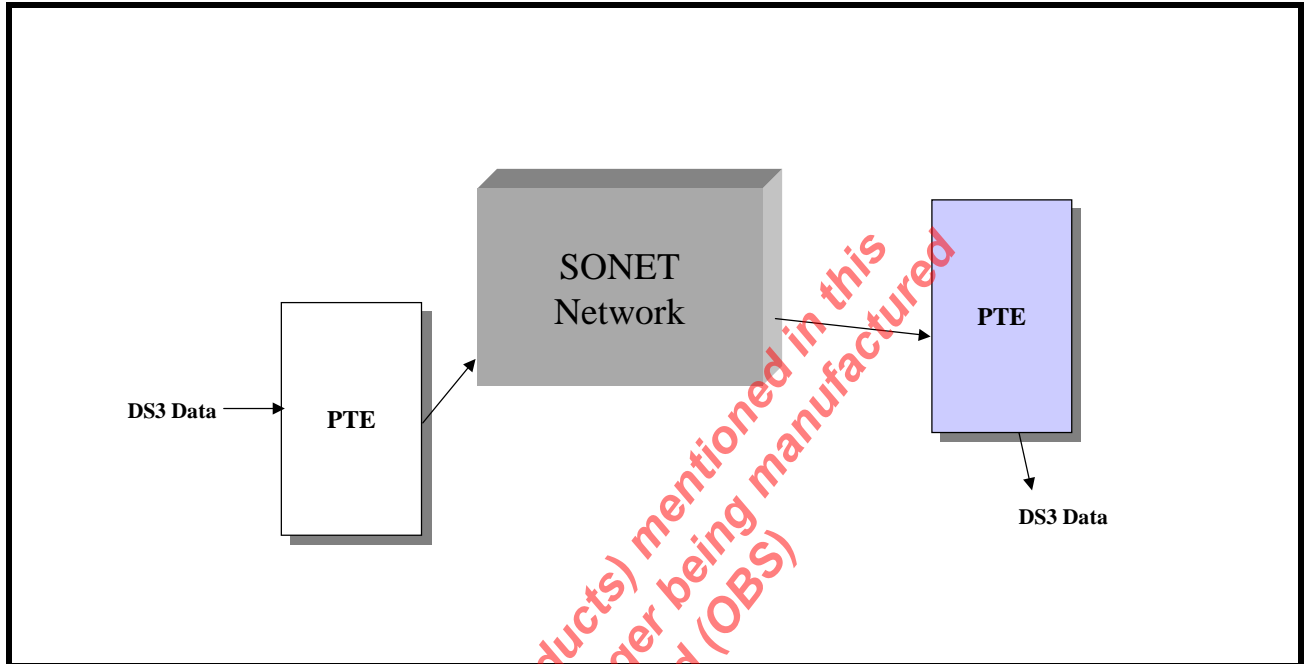 SONET
Network
PTE
DS3 Data
PTE
DS3 Data
ducts) mentioned in this
ger being manufactured
d (OBS)